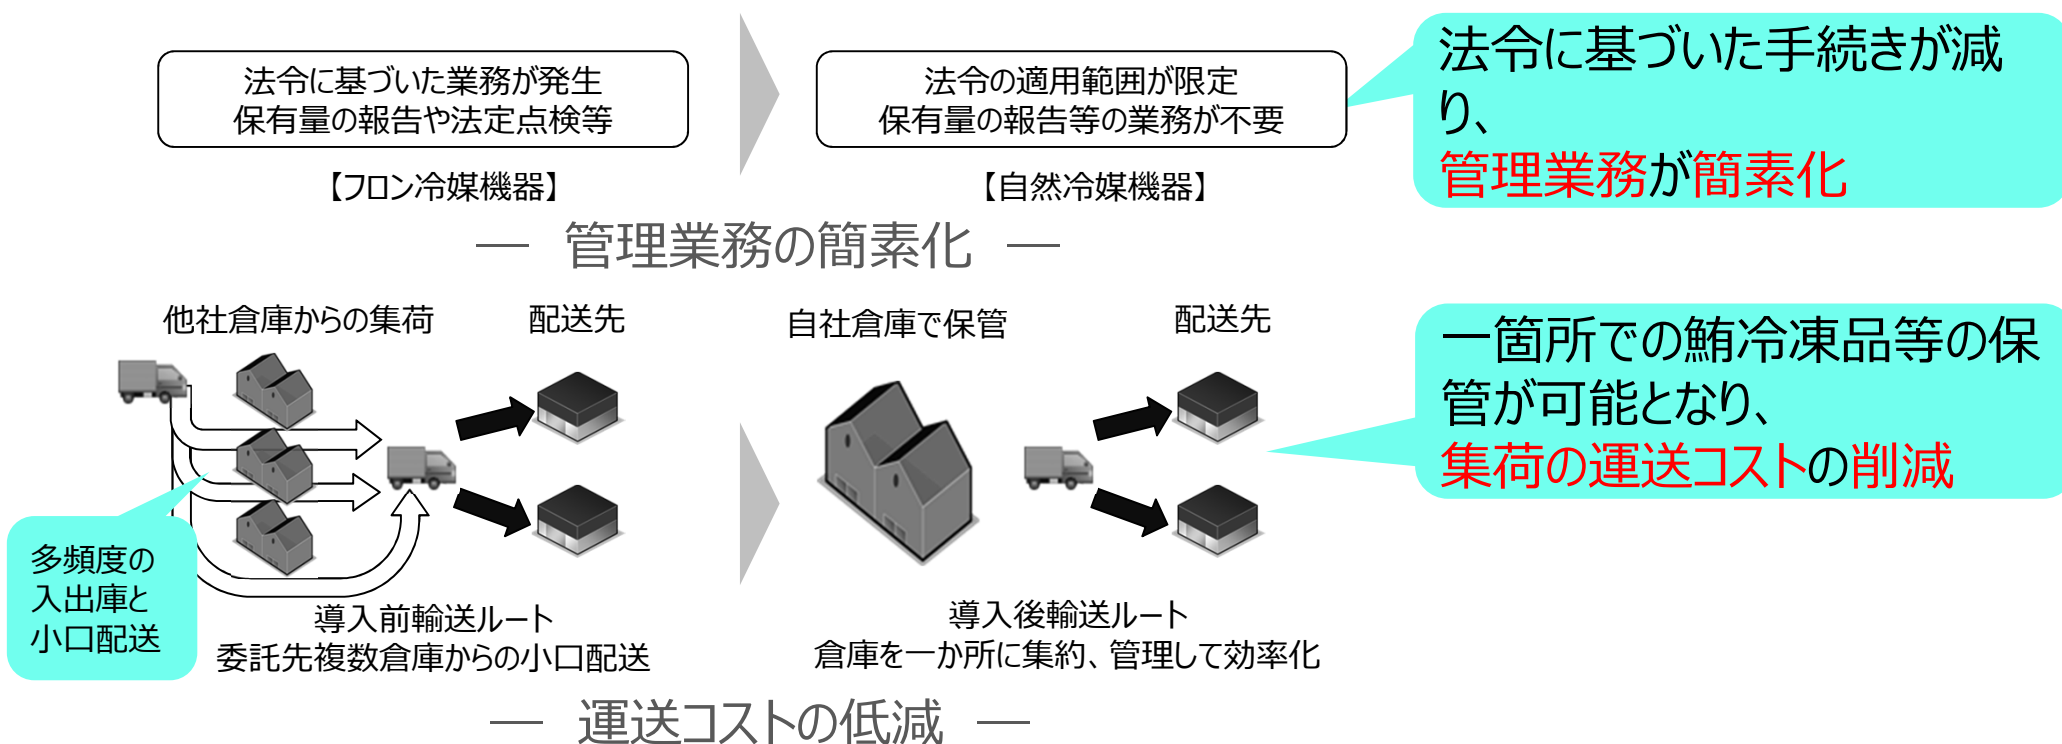 法令に基づいた業務が発生
保有量の報告や法定点検等
【フロン冷媒機器】
法令の適用範囲が限定
保有量の報告等の業務が不要
【自然冷媒機器】
法令に基づいた手続きが減
り、
管理業務が簡素化
― 管理業務の簡素化 ―
他社倉庫からの集荷
配送先
自社倉庫で保管
配送先
一箇所での鮪冷凍品等の保
管が可能となり、
集荷の運送コストの削減
多頻度の
入出庫と
小口配送
導入前輸送ルート
委託先複数倉庫からの小口配送
導入後輸送ルート
倉庫を一か所に集約、管理して効率化
― 運送コストの低減 ―